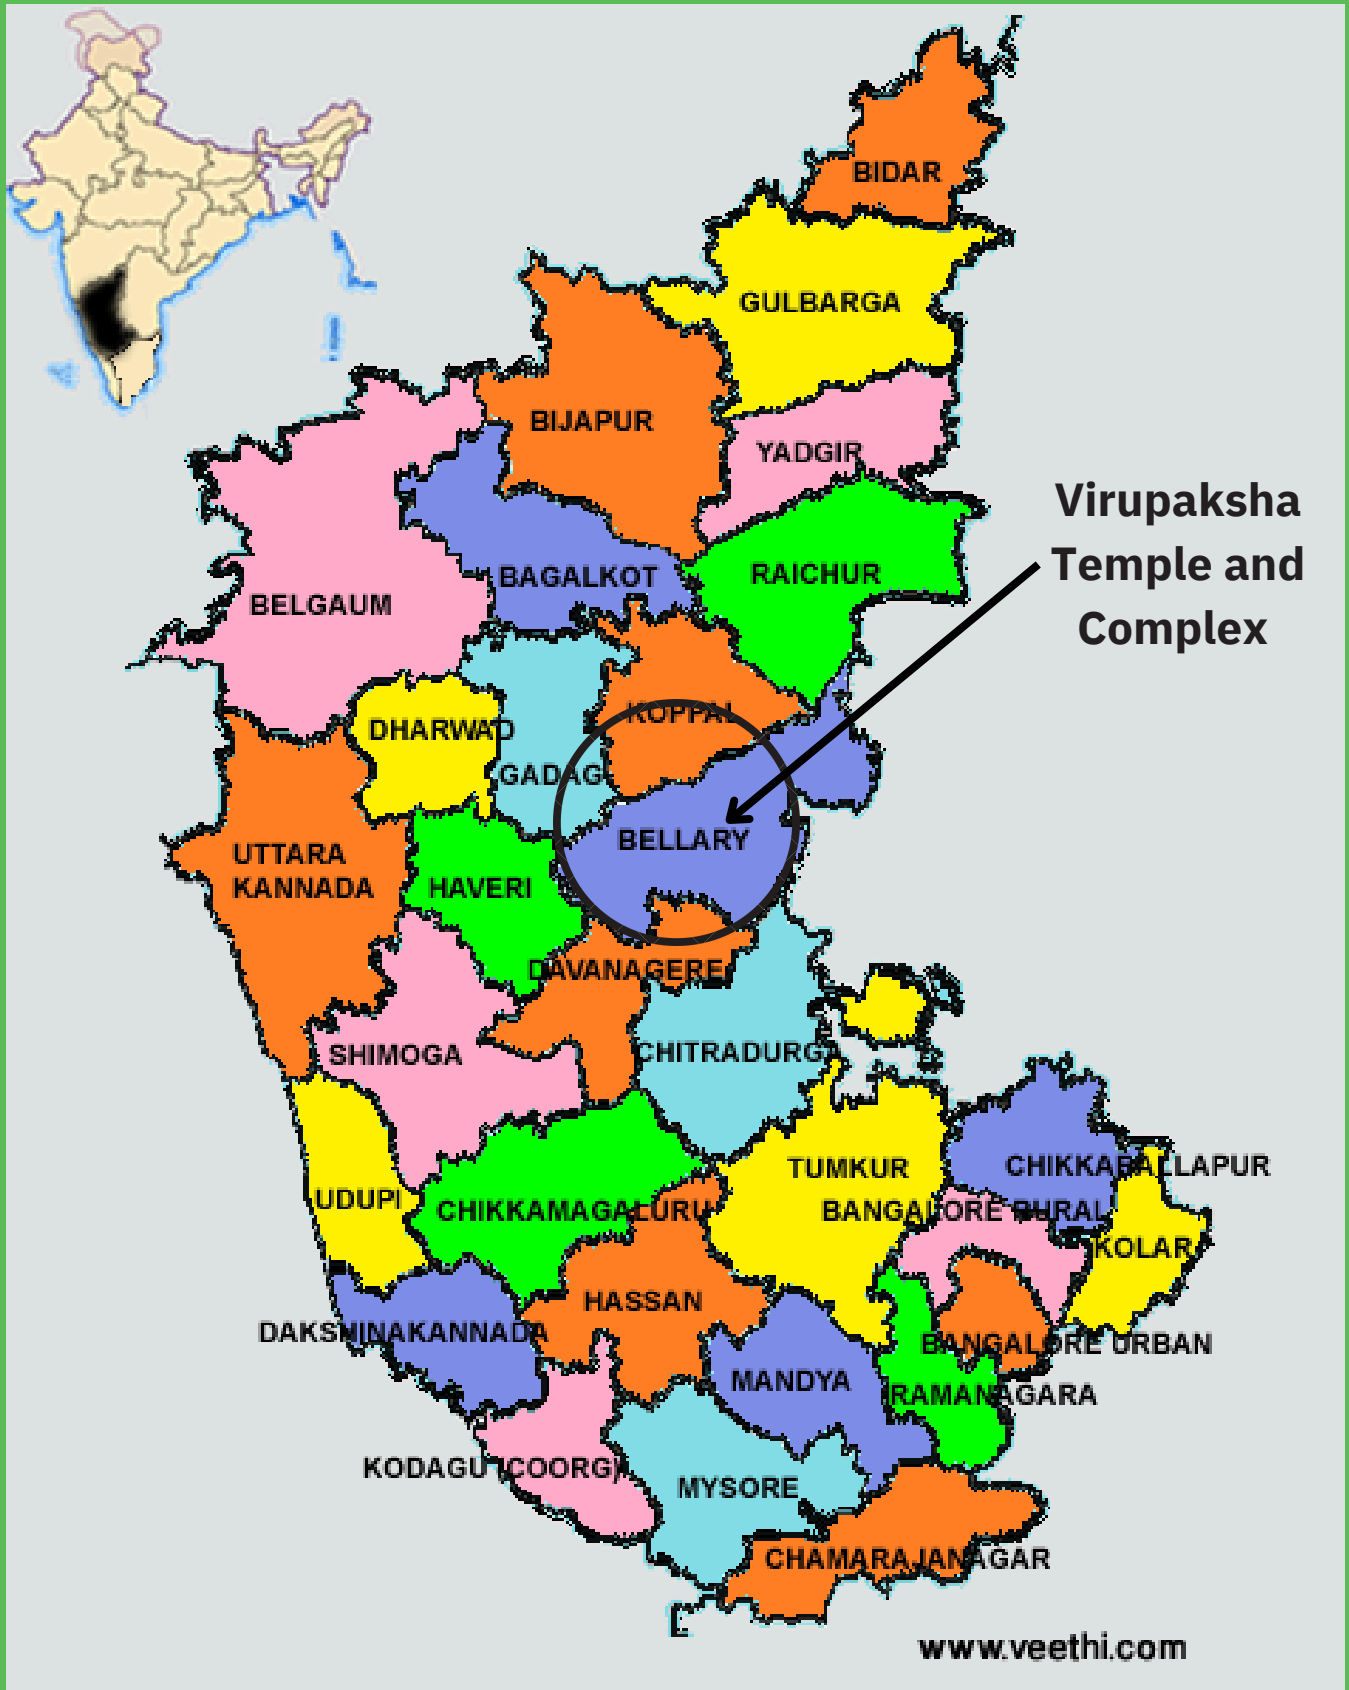 BIDAR
GULBARGA
BIJAPUR
YADGIR
Virupaksha
Temple and
Complex
RAICHUR
BAGALKOT
BELGAUM
KOPPAL
DHARWAD
GADAG
BELLARY
UTTARA
KANNADA
HAVERI
DAVANAGERE
CHITRADURGA
SHIMOGA
TUMKUR
CHIKKABALLAPUR
UDUPI
CHIKKAMAGALURU
BANGALORE RURAL
KOLAR
HASSAN
DAKSHINAKANNADA
BANGALORE URBAN
MANDYA
RAMANAGARA
KODAGU (COORG)
MYSORE
CHAMARAJANAGAR
www.veethi.com